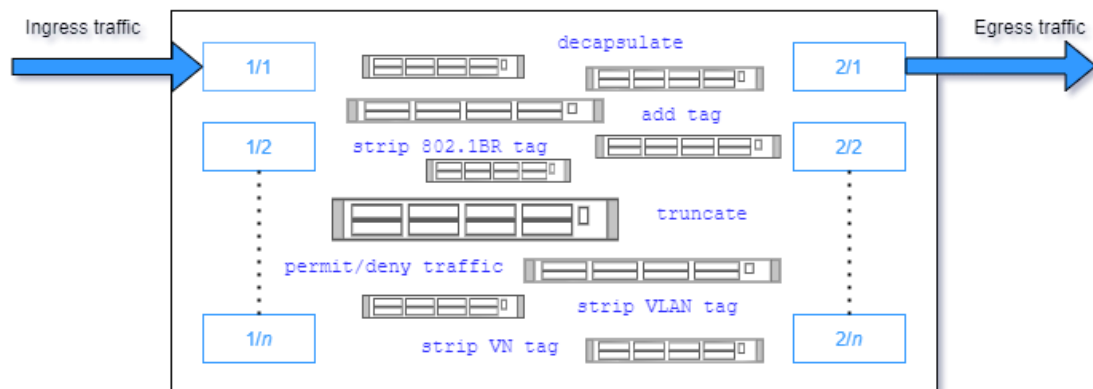 Ingress traffic
Egress traffic
decapsulate
1/1
2/1
add tag
1/2
strip 802.1BR tag
2/2
truncate
permit/deny traffic
strip VLAN tag
1/n
2/n
strip VN tag